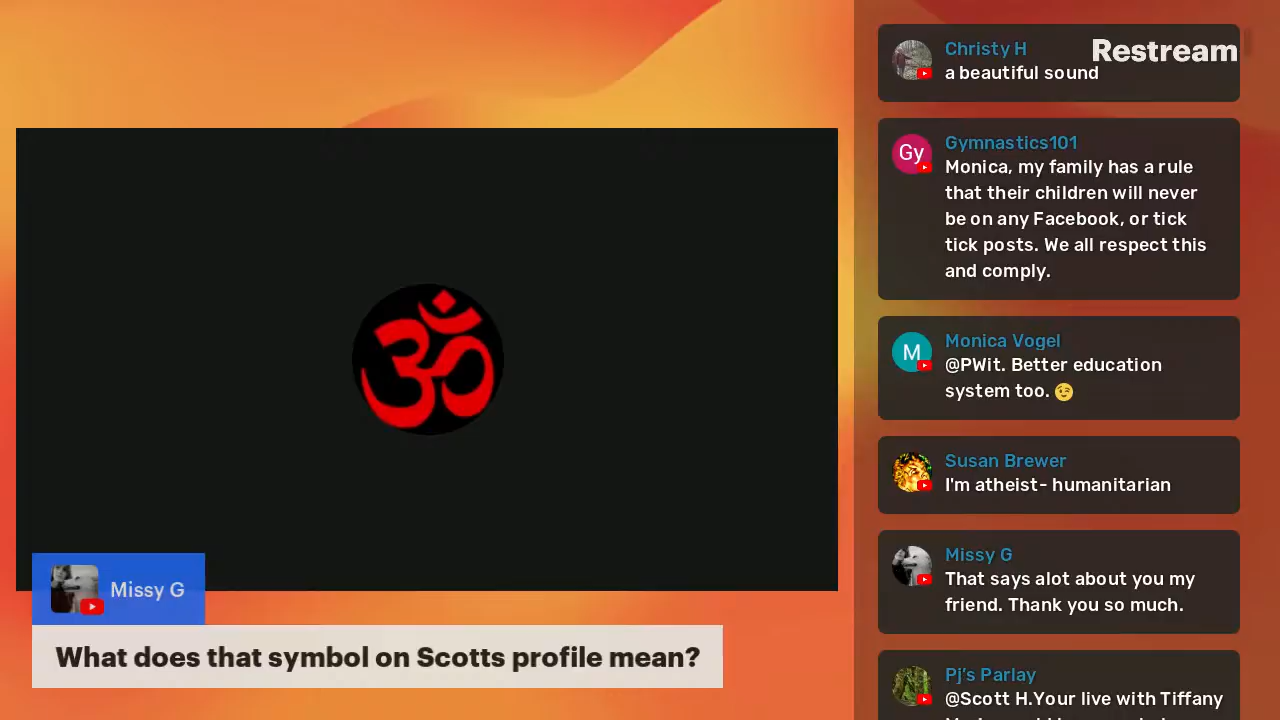 ॐ
Missy G
What does that symbol on Scotts profile mean?
Restream
Christy H
a beautiful sound
Gy
Gymnastics101
Monica, my family has a rule
that their children will never
be on any Facebook, or tick
tick posts. We all respect this
and comply.
M
Monica Vogel
@PWit. Better education
system too. 😉
Susan Brewer
I'm atheist- humanitarian
Missy G
That says alot about you my
friend. Thank you so much.
Pj's Parlay
@Scott H.Your live with Tiffany